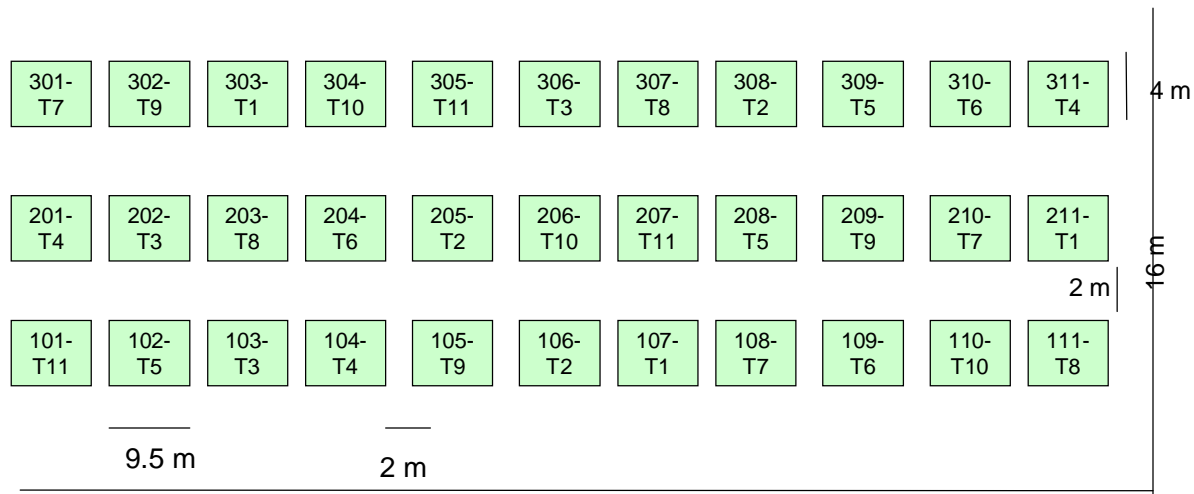 301-
T7
302-
T9
303-
T1
304-
T10
305-
T11
306-
T3
307-
T8
308-
T2
309-
T5
310-
T6
311-
T4
4 m
201-
T4
202-
T3
203-
T8
204-
T6
205-
T2
206-
T10
207-
T11
208-
T5
209-
T9
210-
T7
211-
T1
16 m
2 m
101-
T11
102-
T5
103-
T3
104-
T4
105-
T9
106-
T2
107-
T1
108-
T7
109-
T6
110-
T10
111-
T8
9.5 m
2 m